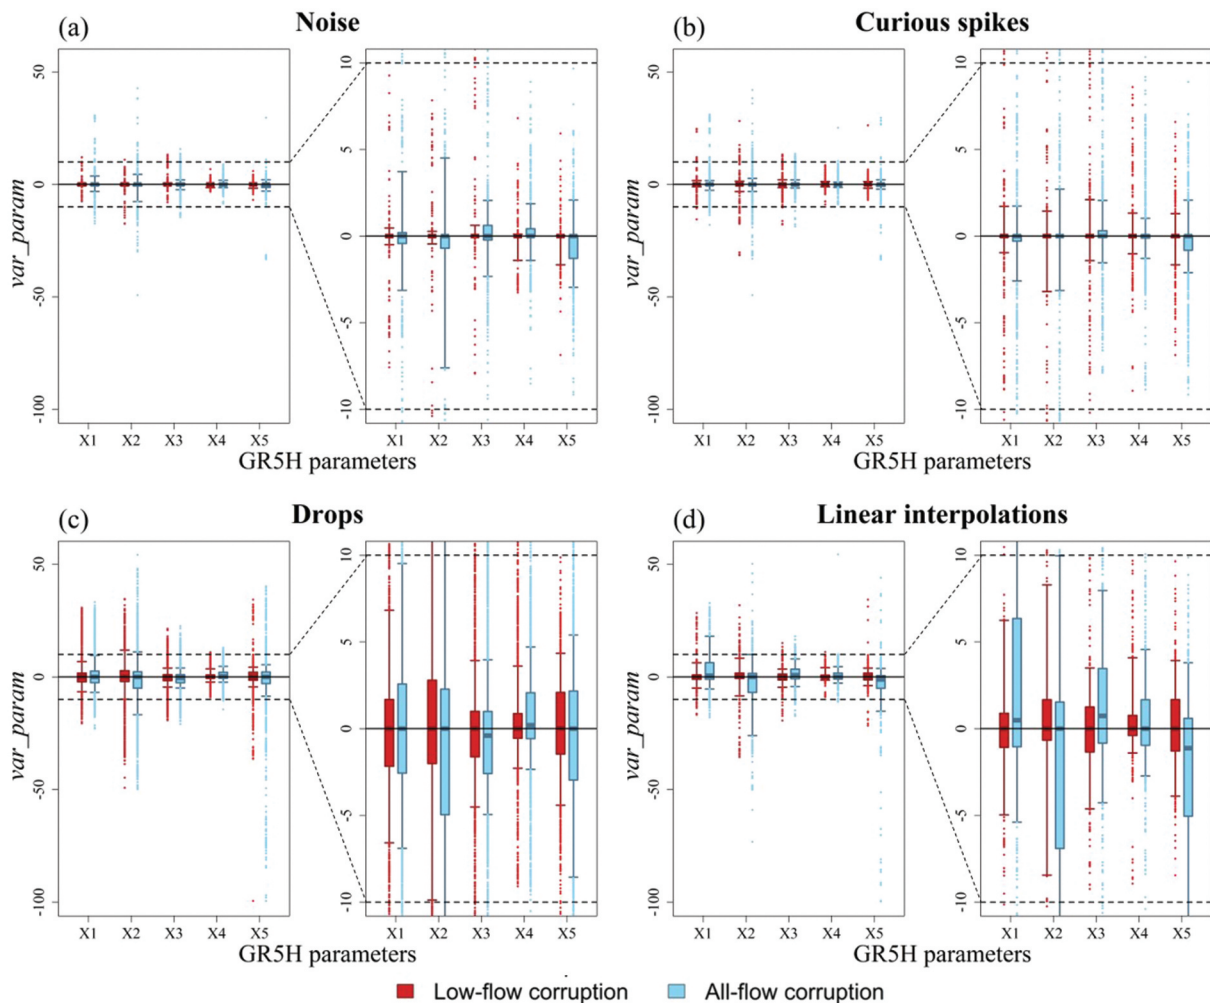 (a) Noise
50
0
-50
-100
var_param
10
5
0
-5
-10
X1 X2 X3 X4 X5 X1 X2 X3 X4 X5
GR5H parameters
(b) Curious spikes
50
0
-50
-100
var_param
10
5
0
-5
-10
X1 X2 X3 X4 X5 X1 X2 X3 X4 X5
GR5H parameters
(c) Drops
50
0
-50
-100
var_param
10
5
0
-5
-10
X1 X2 X3 X4 X5 X1 X2 X3 X4 X5
GR5H parameters
(d) Linear interpolations
50
0
-50
-100
var_param
10
5
0
-5
-10
X1 X2 X3 X4 X5 X1 X2 X3 X4 X5
GR5H parameters
Low-flow corruption All-flow corruption